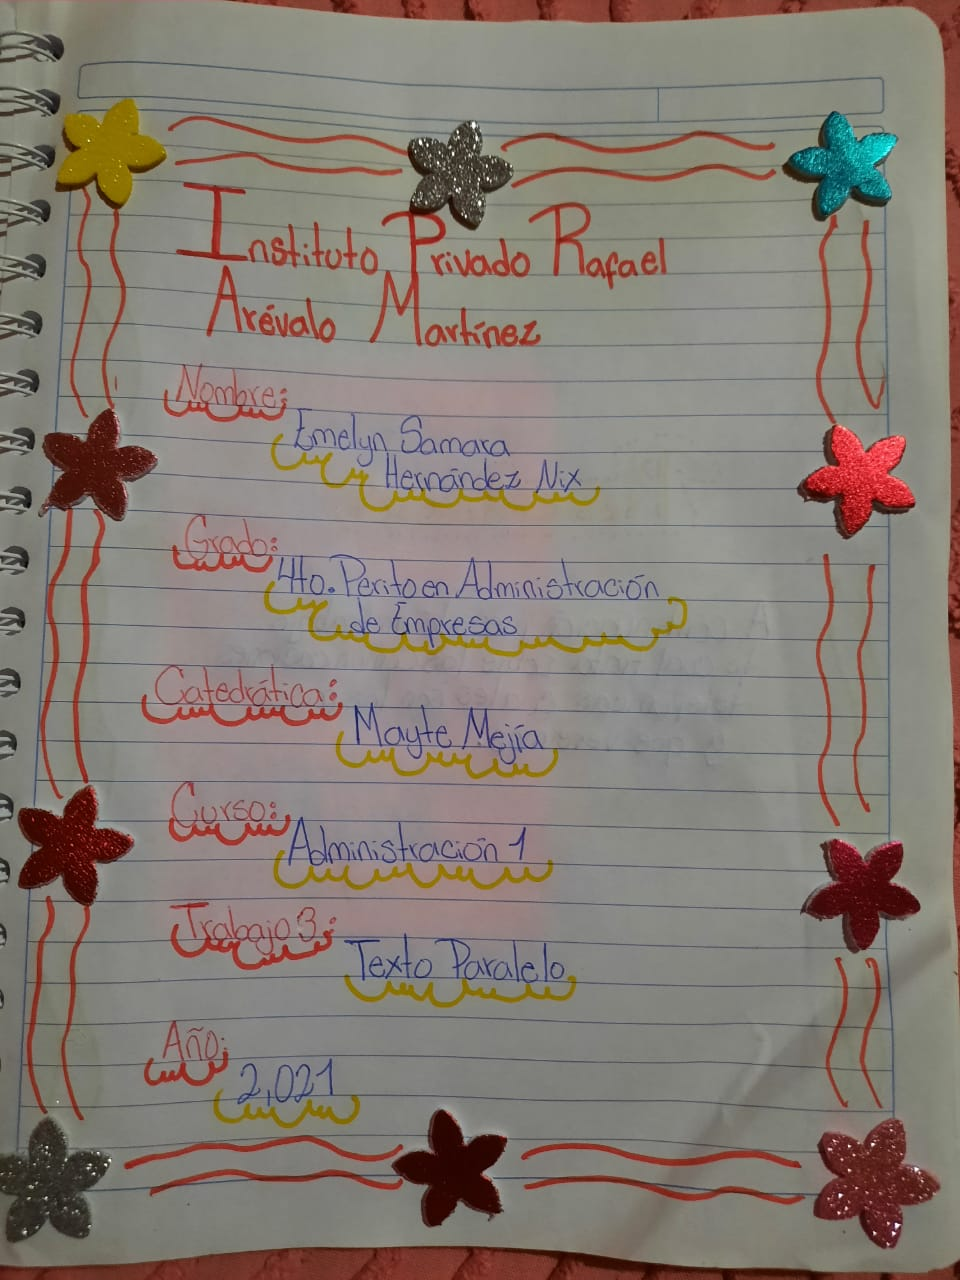 Instituto Privado Rafael
Arévalo Martínez
Nombre:
Emelyn Samara
Hernández Nix
Grado:
4to. Perito en Administración
de Empresas
Catedrática:
Mayte Mejía
Curso:
Administración 1
Trabajo 3:
Texto Paralelo
Año:
2,021